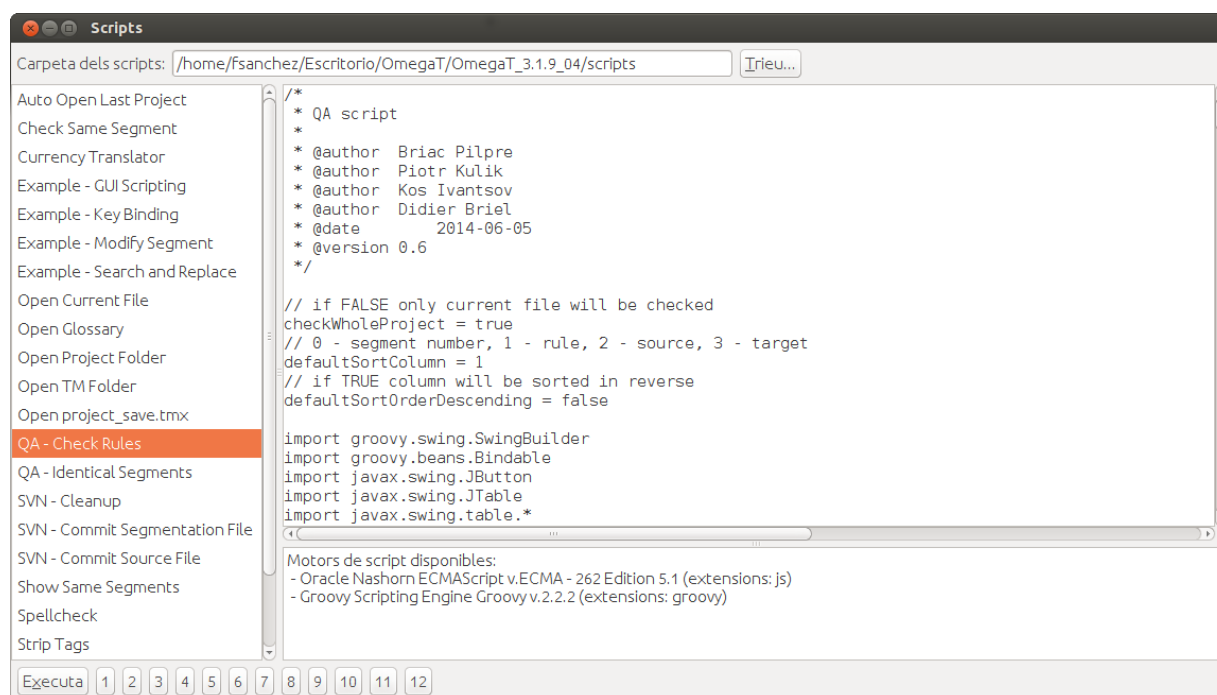 Scripts
Carpeta dels scripts: /home/fsanchez/Escritorio/OmegaT/OmegaT_3.1.9_04/scripts Trieu...
Auto Open Last Project
Check Same Segment
Currency Translator
Example - GUI Scripting
Example - Key Binding
Example - Modify Segment
Example - Search and Replace
Open Current File
Open Glossary
Open Project Folder
Open TM Folder
Open project_save.tmx
QA - Check Rules
QA - Identical Segments
SVN - Cleanup
SVN - Commit Segmentation File
SVN - Commit Source File
Show Same Segments
Spellcheck
Strip Tags
/*
* QA script
*
* @author Briac Pilpre
* @author Piotr Kulik
* @author Kos Ivantsov
* @author Didier Briel
* @date 2014-06-05
* @version 0.6
*/
// if FALSE only current file will be checked
checkWholeProject = true
// 0 - segment number, 1 - rule, 2 - source, 3 - target
defaultSortColumn = 1
// if TRUE column will be sorted in reverse
defaultSortOrderDescending = false
import groovy.swing.SwingBuilder
import groovy.beans.Bindable
import javax.swing.JButton
import javax.swing.JTable
import javax.swing.table.*
Motors de script disponibles:
- Oracle Nashorn ECMAScript v.ECMA - 262 Edition 5.1 (extensions: js)
- Groovy Scripting Engine Groovy v.2.2.2 (extensions: groovy)
Executa 1 2 3 4 5 6 7 8 9 10 11 12